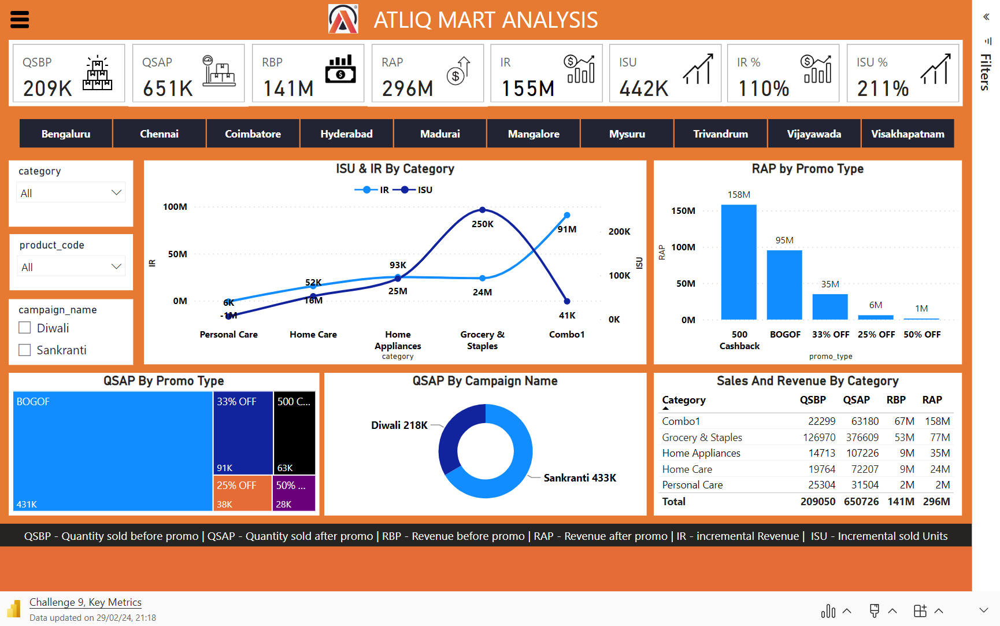 ATLIQ MART ANALYSIS
Filters
QSBP
209K
QSAP
651K
RBP
141M
RAP
296M
IR
155M
ISU
442K
IR %
110%
ISU %
211%
Bengaluru
Chennai
Coimbatore
Hyderabad
Madurai
Mangalore
Mysuru
Trivandrum
Vijayawada
Visakhapatnam
category
All
product_code
All
campaign_name
Diwali
Sankranti
ISU & IR By Category
IR ISU
100M
50M
0M
IR
200K
100K
0K
ISU
6K
-1M
52K
16M
93K
25M
250K
24M
91M
41K
Personal Care
Home Care
Home
Appliances
Grocery &
Staples
Combo1
category
RAP by Promo Type
150M
100M
50M
0M
RAP
158M
95M
35M
6M
1M
500
Cashback
BOGOF
33% OFF
25% OFF
50% OFF
promo_type
QSAP By Promo Type
BOGOF
431K
33% OFF
91K
500 C...
63K
25% OFF
38K
50% ...
28K
QSAP By Campaign Name
Diwali 218K
Sankranti 433K
Sales And Revenue By Category
Category QSBP QSAP RBP RAP
Combo1 22299 63180 67M 158M
Grocery & Staples 126970 376609 53M 77M
Home Appliances 14713 107226 9M 35M
Home Care 19764 72207 9M 24M
Personal Care 25304 31504 2M 2M
Total 209050 650726 141M 296M
QSBP - Quantity sold before promo | QSAP - Quantity sold after promo | RBP - Revenue before promo | RAP - Revenue after promo | IR - incremental Revenue | ISU - Incremental sold Units
Challenge 9, Key Metrics
Data updated on 29/02/24, 21:18